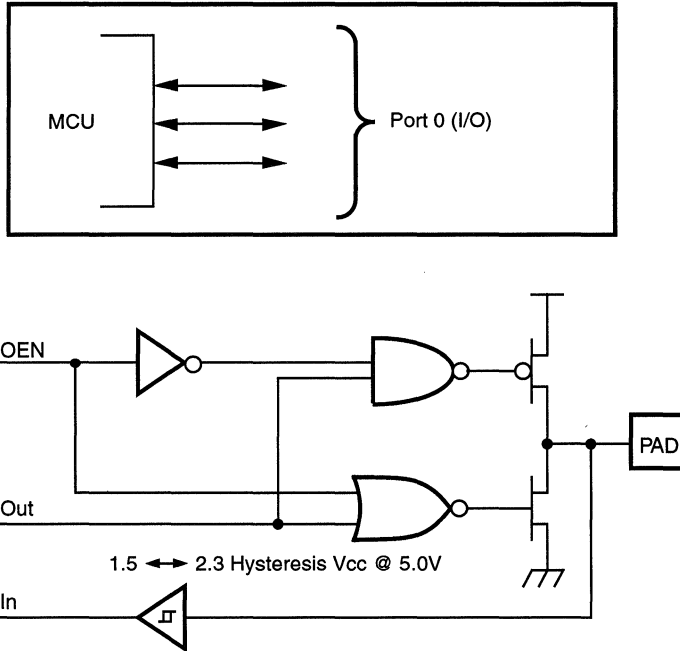 MCU
Port 0 (I/O)
OEN
PAD
Out
1.5 ↔ 2.3 Hysteresis Vcc @ 5.0V
In